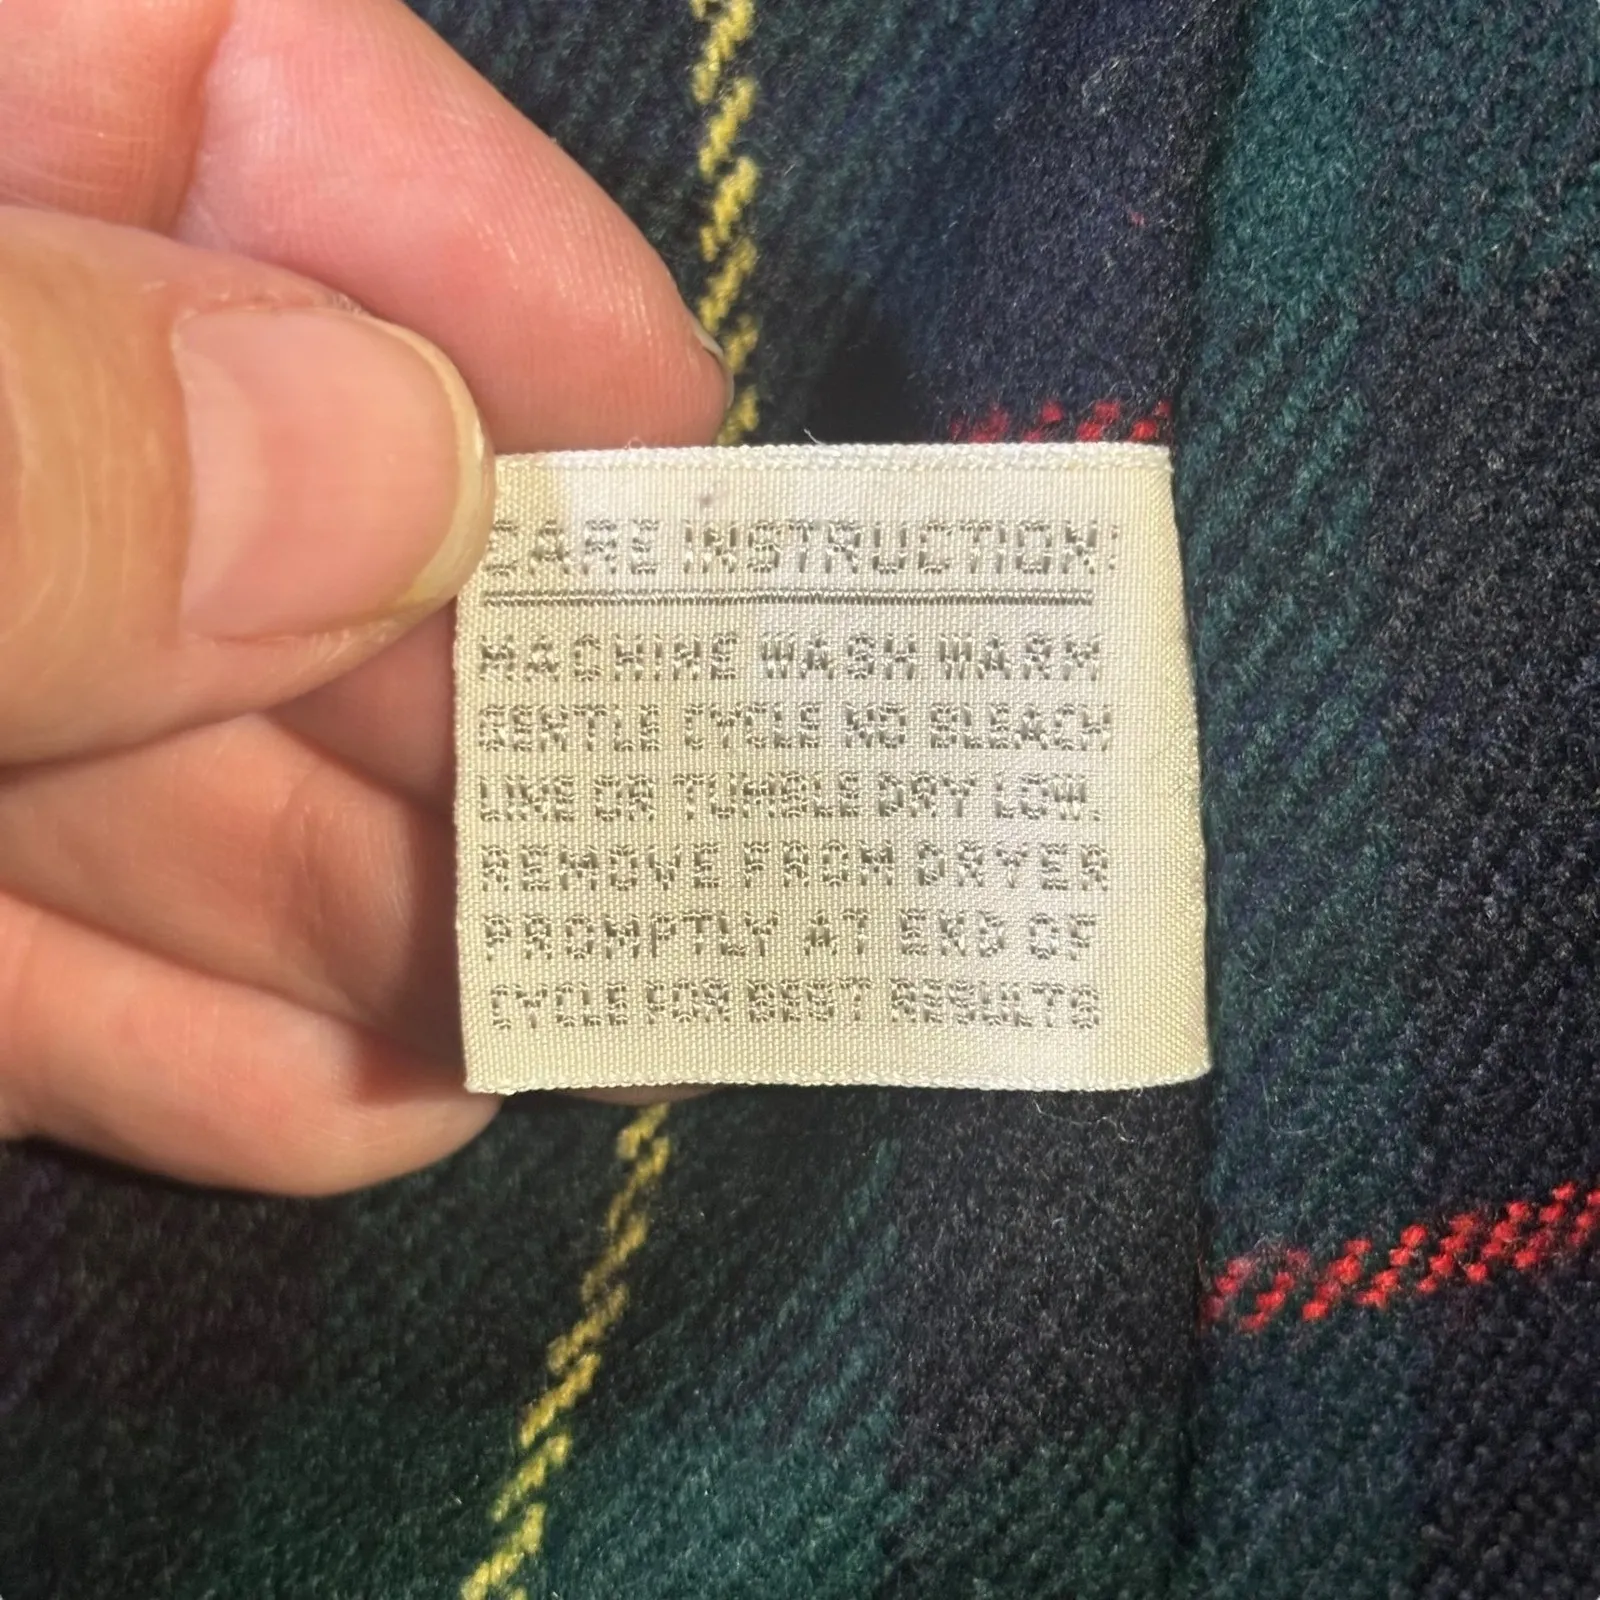 CARE INSTRUCTION:
MACHINE WASH WARM
GENTLE CYCLE NO BLEACH
LINE OR TUMBLE DRY LOW.
REMOVE FROM DRYER
PROMPTLY AT END OF
CYCLE FOR BEST RESULTS